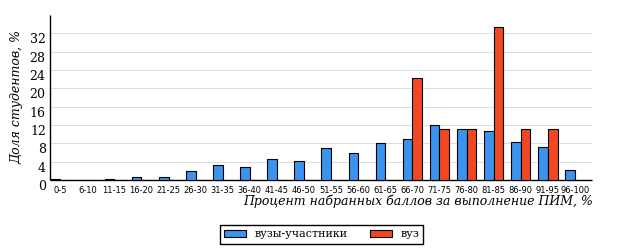 Доля студентов, %
32
28
24
20
16
12
8
4
0
0-5 6-10 11-15 16-20 21-25 26-30 31-35 36-40 41-45 46-50 51-55 56-60 61-65 66-70 71-75 76-80 81-85 86-90 91-95 96-100
Процент набранных баллов за выполнение ПИМ, %
вузы-участники вуз